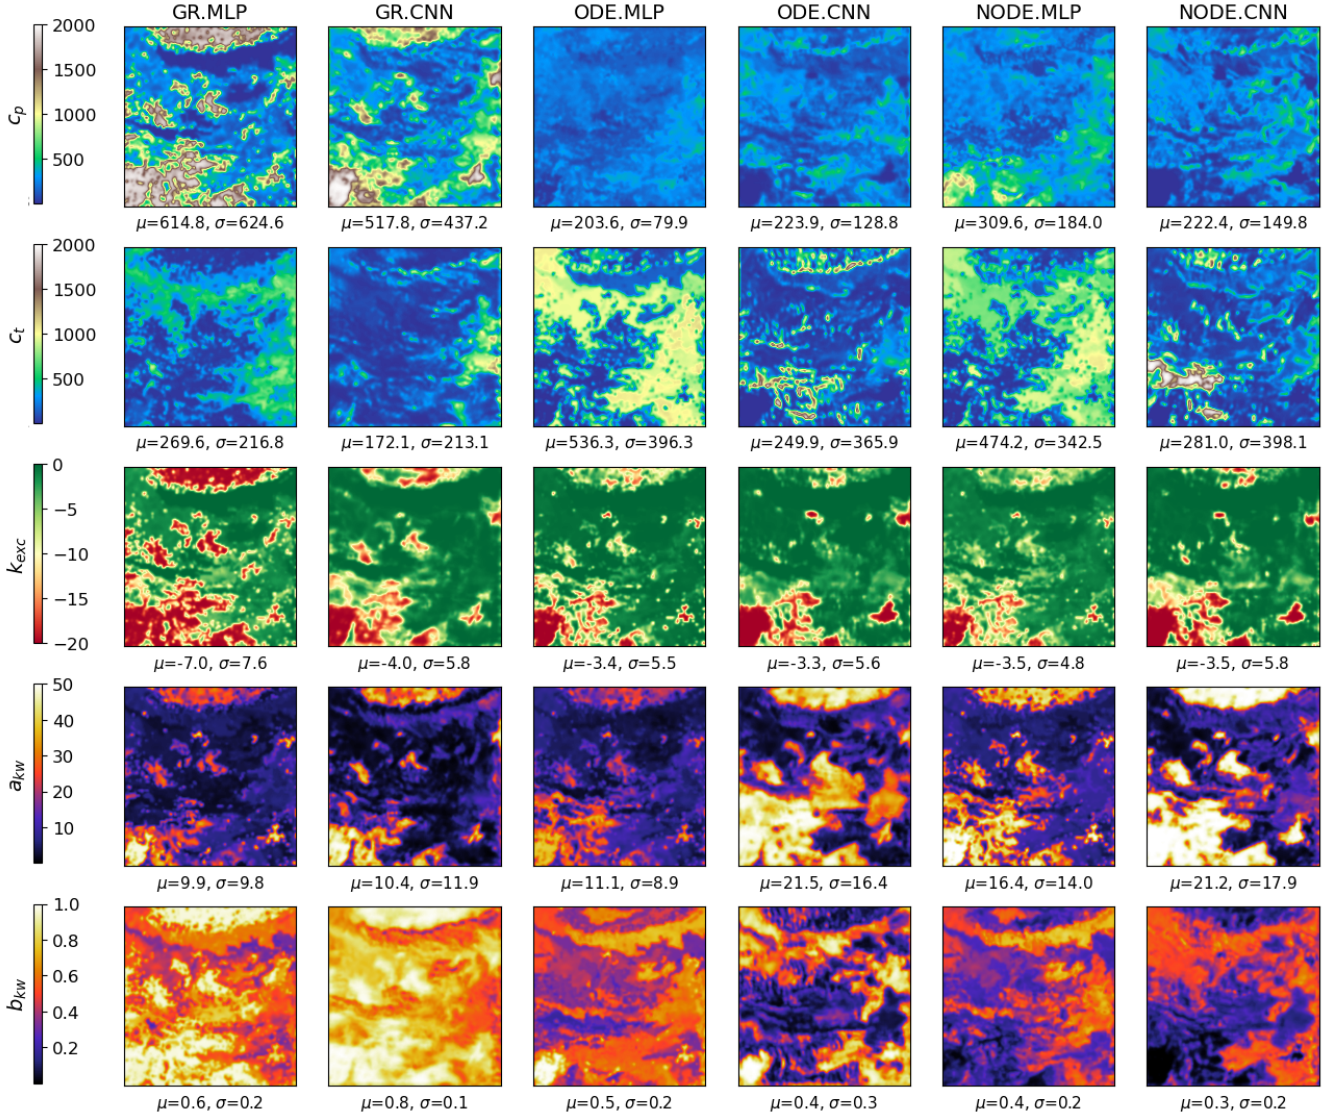 GR.MLP GR.CNN ODE.MLP ODE.CNN NODE.MLP NODE.CNN
c_p
2000
1500
1000
500
μ=614.8, σ=624.6 μ=517.8, σ=437.2 μ=203.6, σ=79.9 μ=223.9, σ=128.8 μ=309.6, σ=184.0 μ=222.4, σ=149.8
c_t
2000
1500
1000
500
μ=269.6, σ=216.8 μ=172.1, σ=213.1 μ=536.3, σ=396.3 μ=249.9, σ=365.9 μ=474.2, σ=342.5 μ=281.0, σ=398.1
k_exc
0
−5
−10
−15
−20
μ=-7.0, σ=7.6 μ=-4.0, σ=5.8 μ=-3.4, σ=5.5 μ=-3.3, σ=5.6 μ=-3.5, σ=4.8 μ=-3.5, σ=5.8
a_kw
50
40
30
20
10
μ=9.9, σ=9.8 μ=10.4, σ=11.9 μ=11.1, σ=8.9 μ=21.5, σ=16.4 μ=16.4, σ=14.0 μ=21.2, σ=17.9
b_kw
1.0
0.8
0.6
0.4
0.2
μ=0.6, σ=0.2 μ=0.8, σ=0.1 μ=0.5, σ=0.2 μ=0.4, σ=0.3 μ=0.4, σ=0.2 μ=0.3, σ=0.2